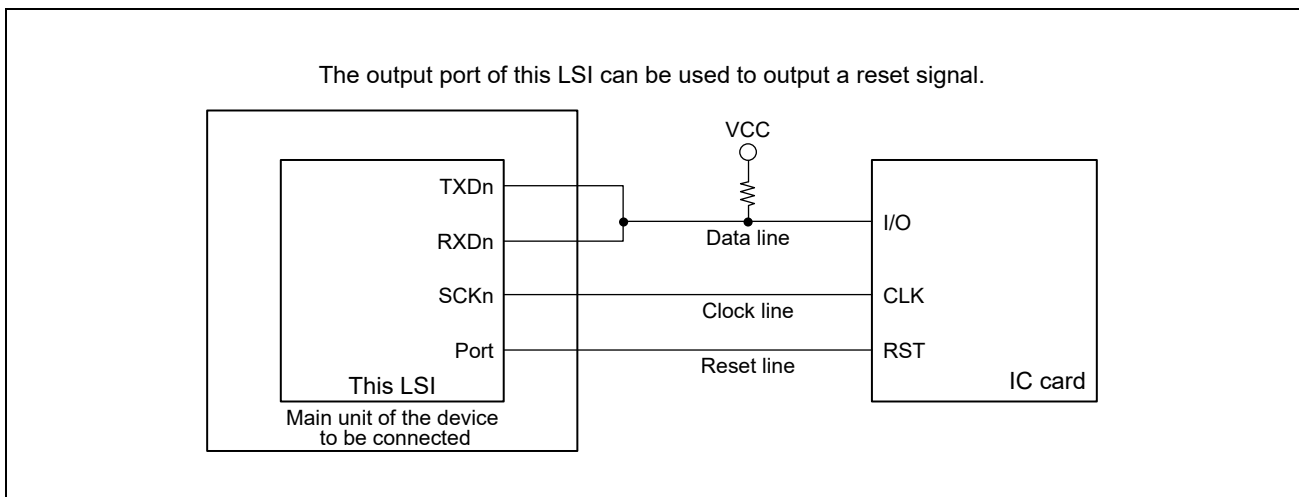 The output port of this LSI can be used to output a reset signal.
VCC
TXDn
RXDn
SCKn
Port
This LSI
Main unit of the device
to be connected
Data line
Clock line
Reset line
I/O
CLK
RST
IC card